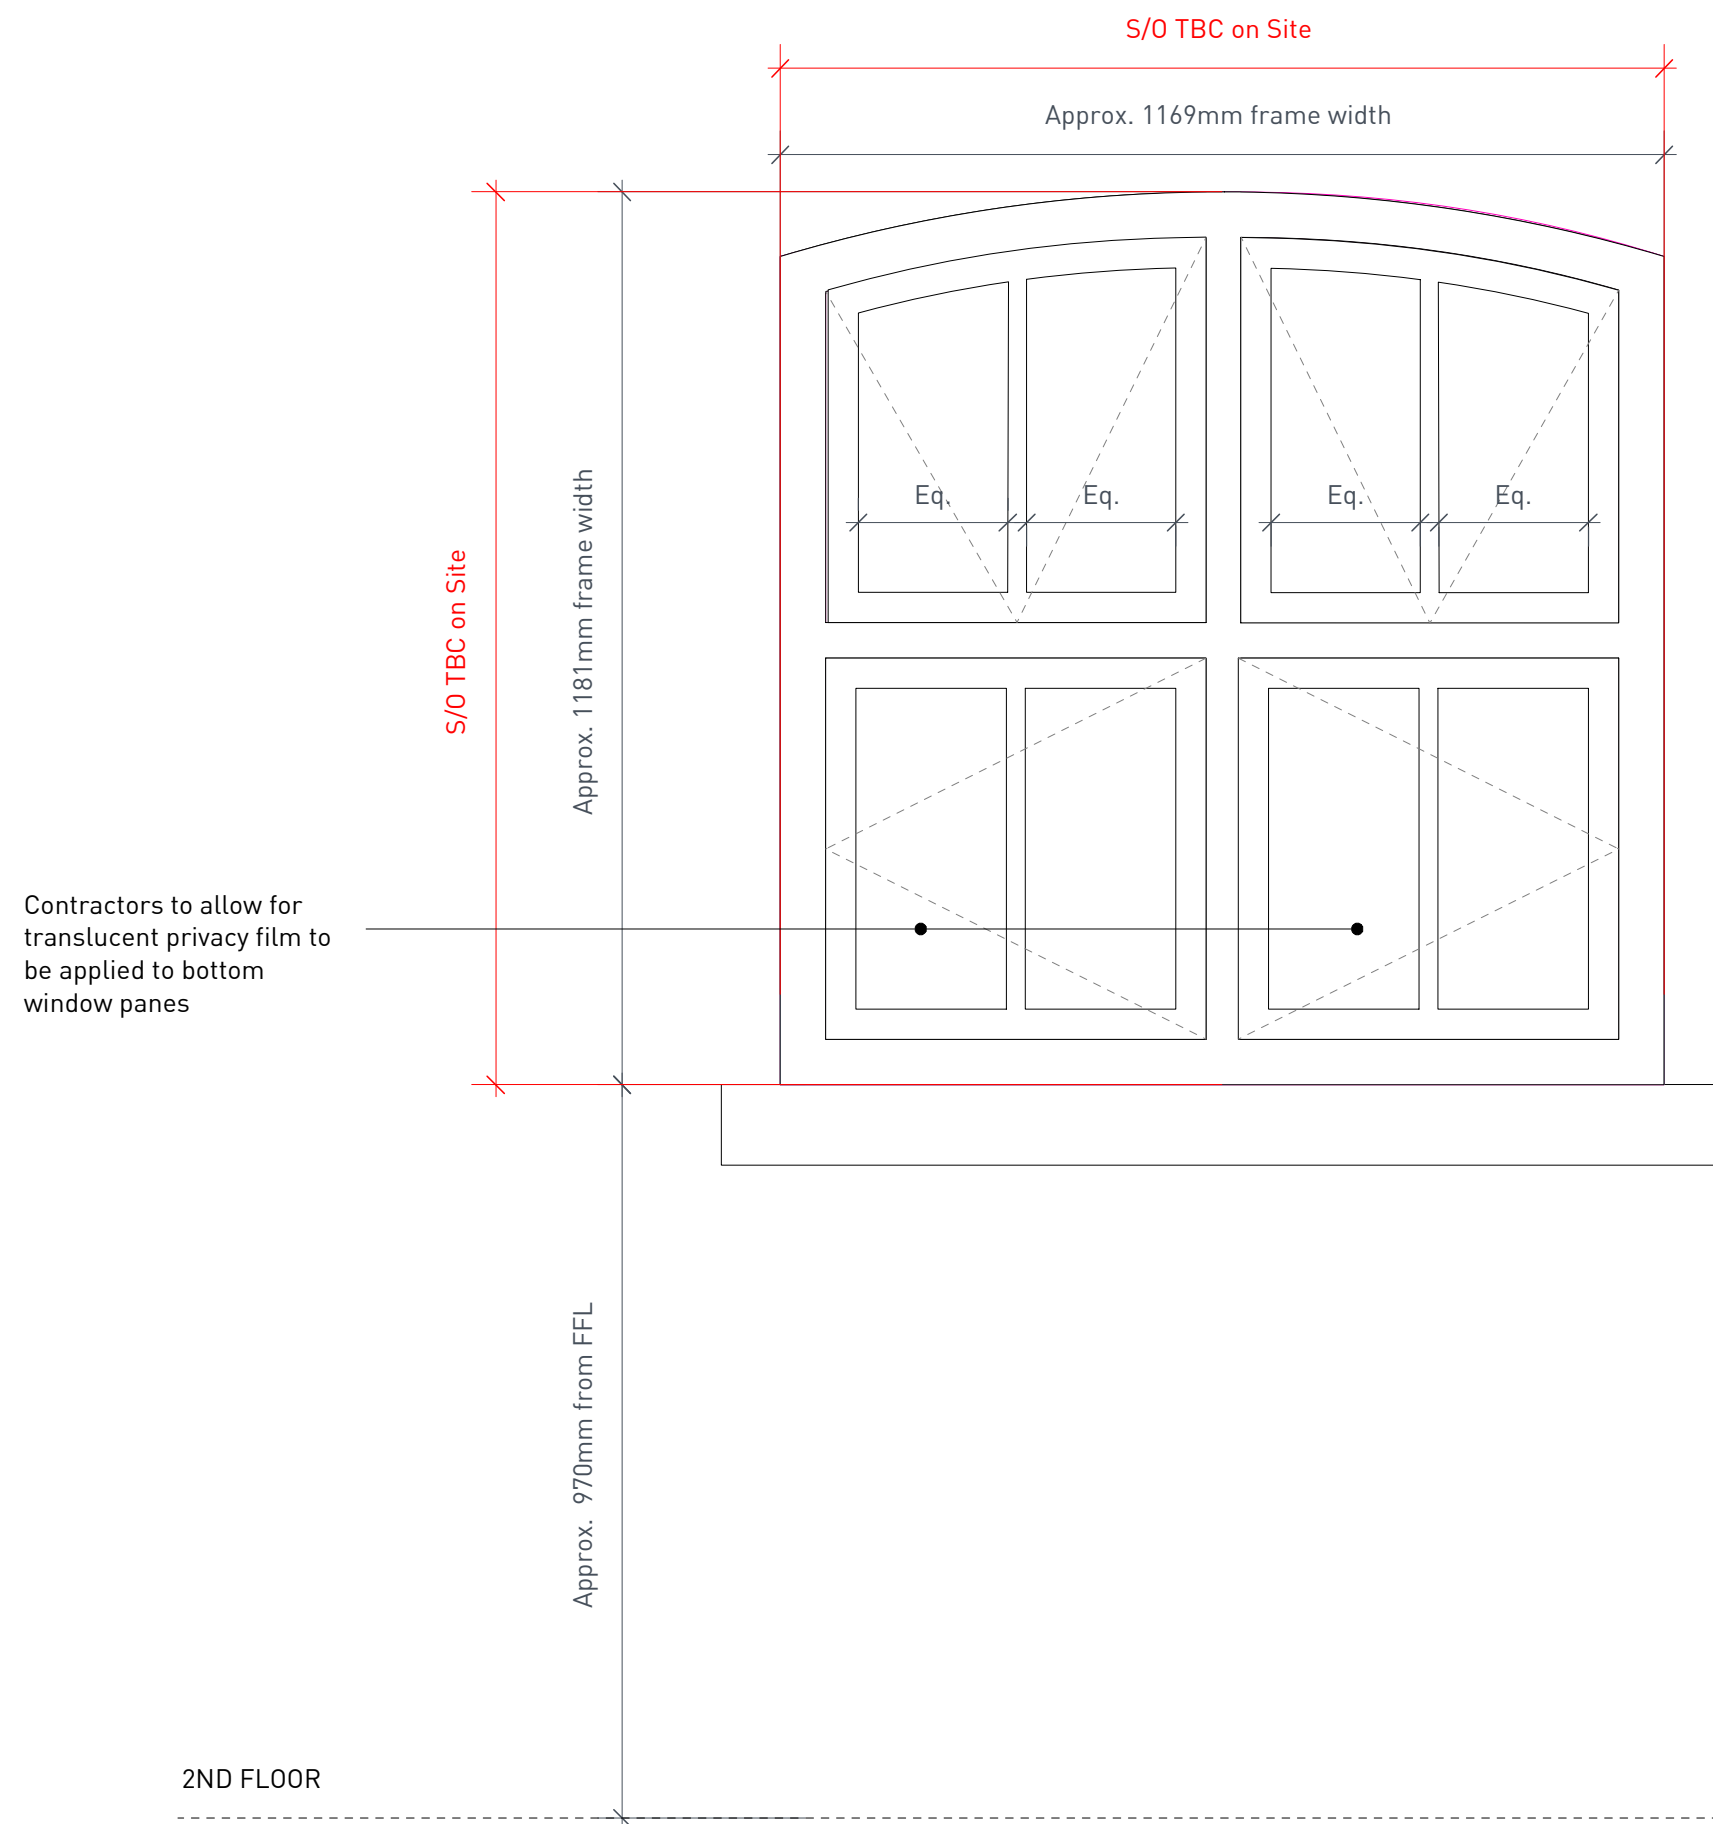 S/O TBC on Site
Approx. 1169mm frame width
S/O TBC on Site
Approx. 1181mm frame width
Eq.
Eq.
Eq.
Eq.
Contractors to allow for
translucent privacy film to
be applied to bottom
window panes
Approx. 970mm from FFL
2ND FLOOR